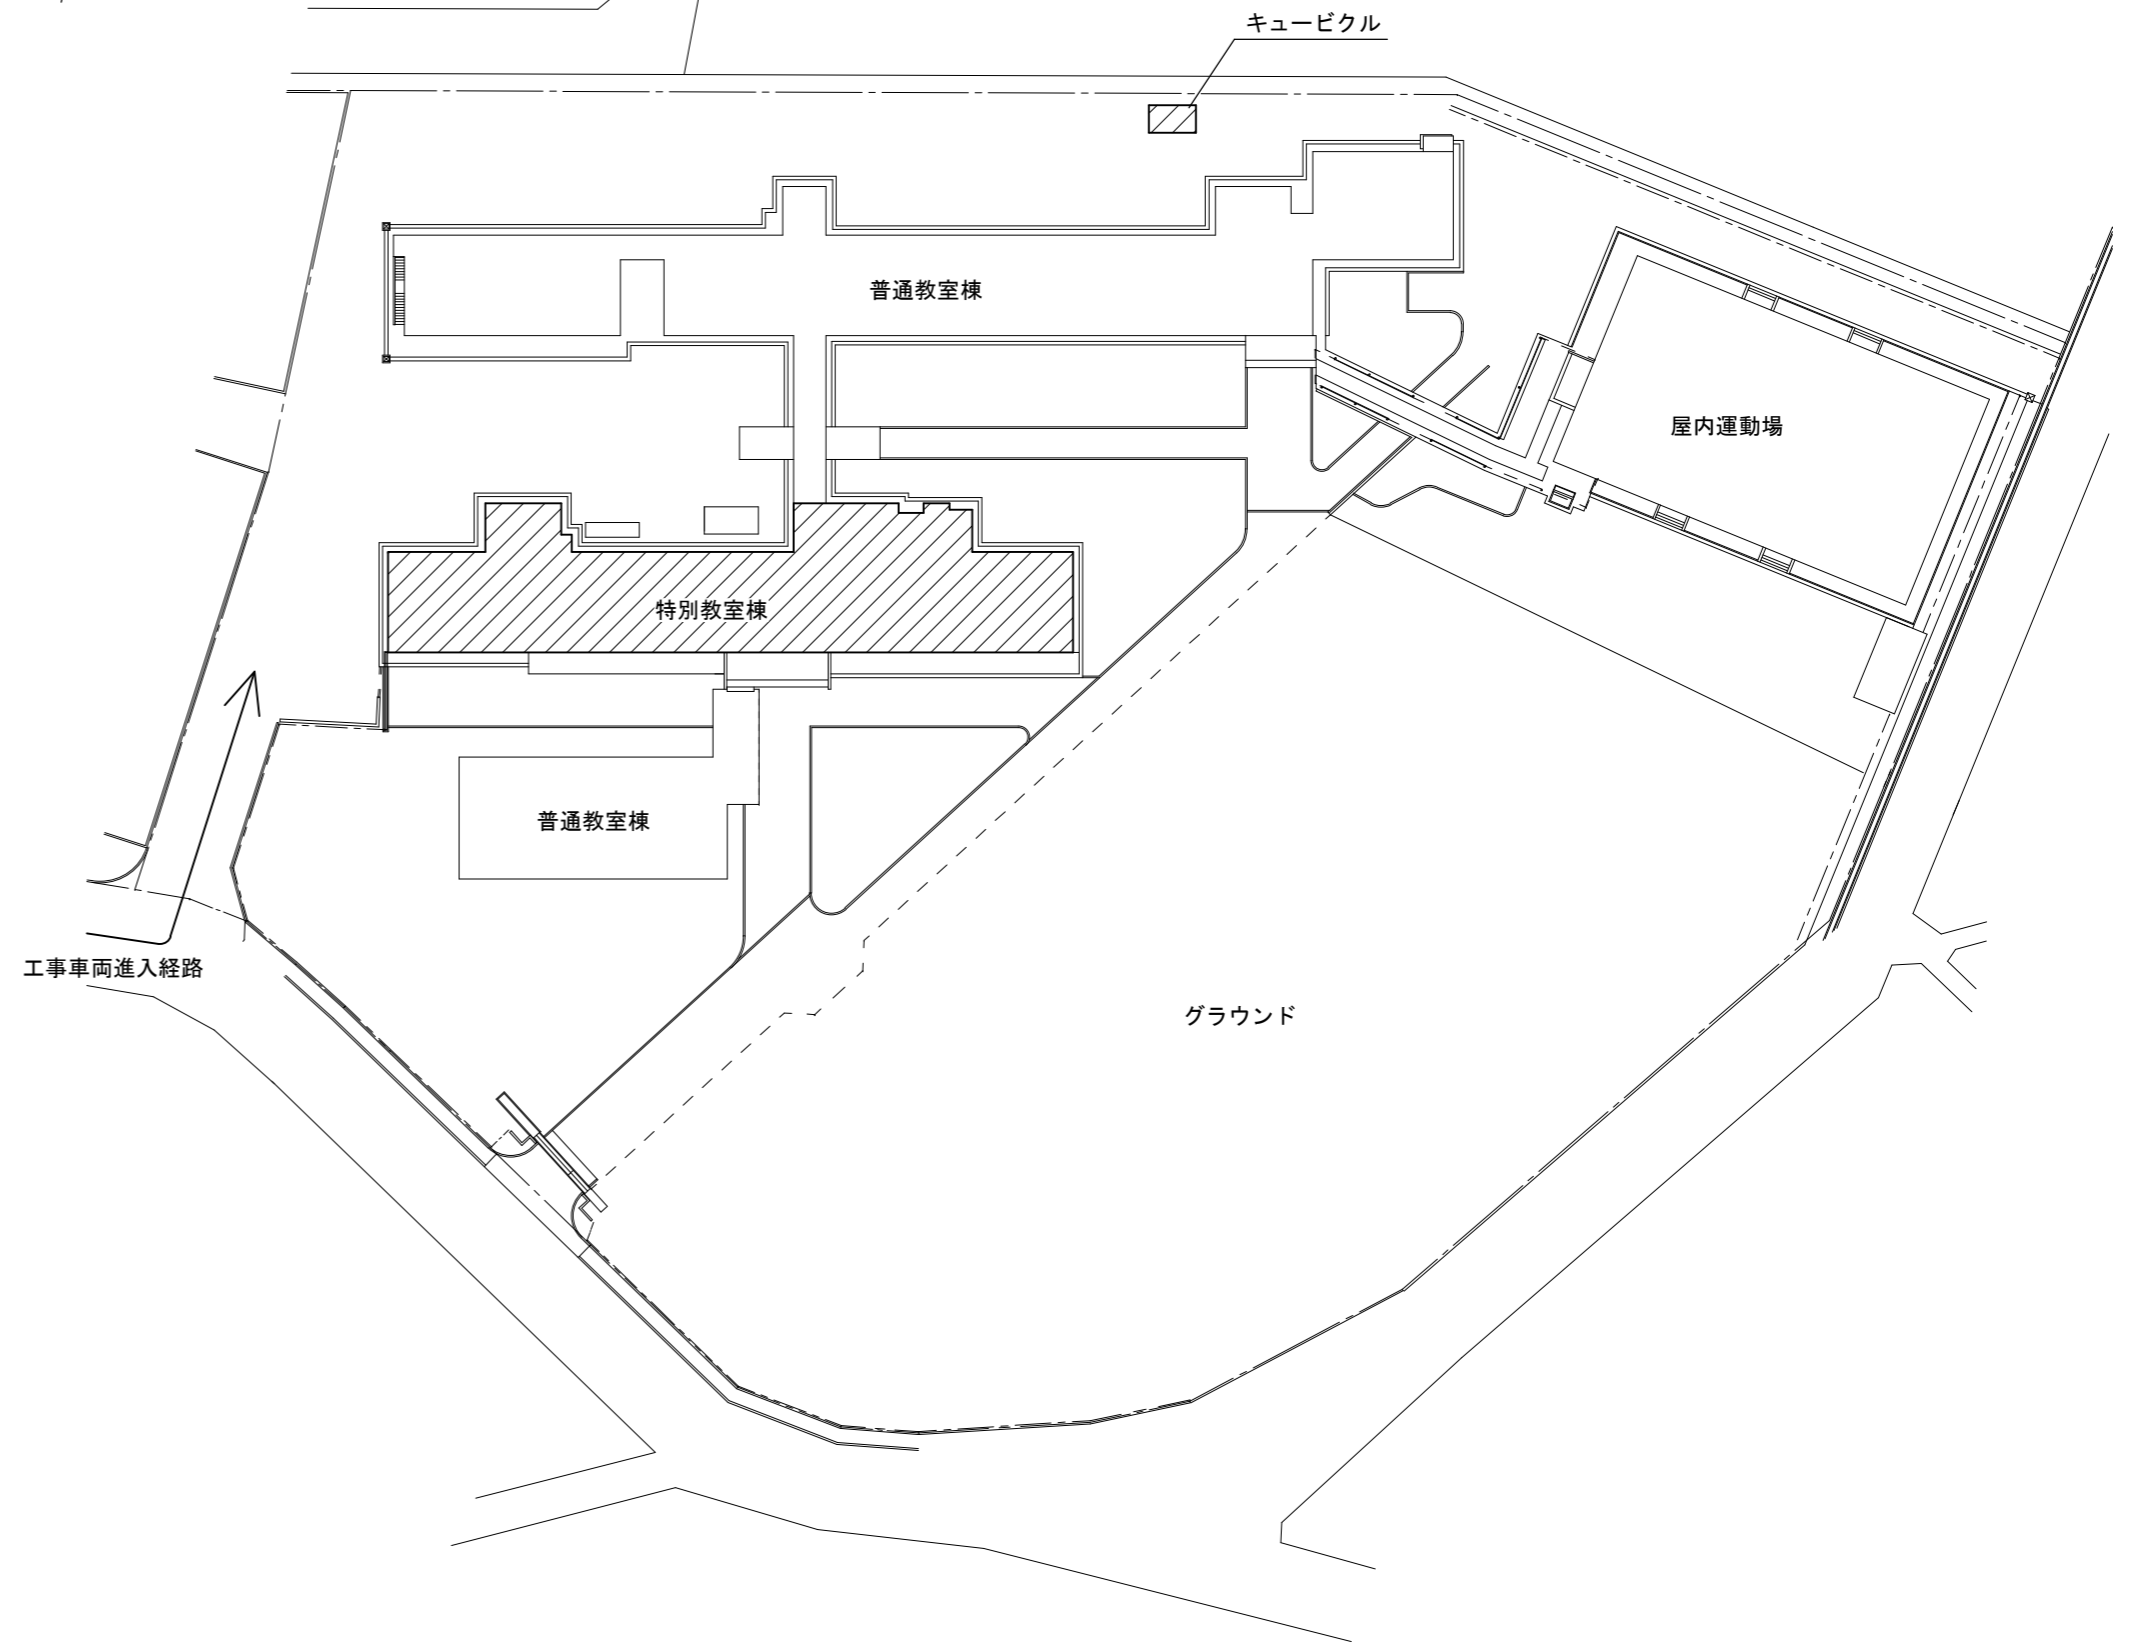 キュービクル
普通教室棟
屋内運動場
特別教室棟
普通教室棟
工事車両進入経路
グラウンド